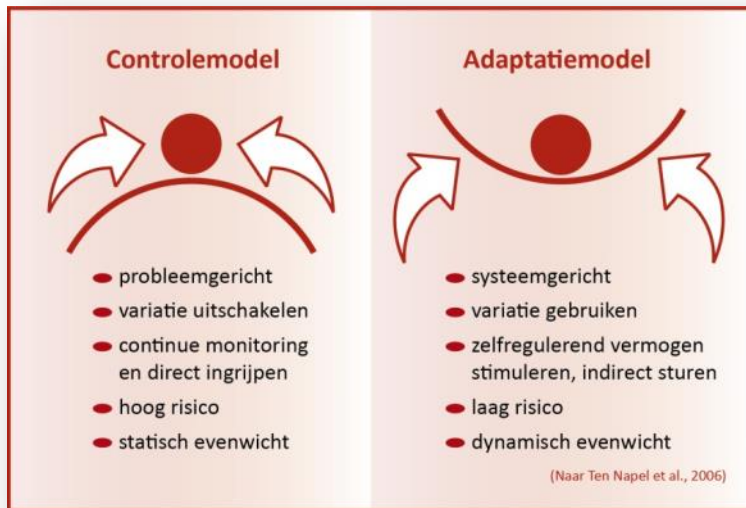 Controlemodel
probleemgericht
variatie uitschakelen
continue monitoring
en direct ingrijpen
hoog risico
statisch evenwicht
Adaptatiemodel
systeemgericht
variatie gebruiken
zelfregulerend vermogen
stimuleren, indirect sturen
laag risico
dynamisch evenwicht
(Naar Ten Napel et al., 2006)